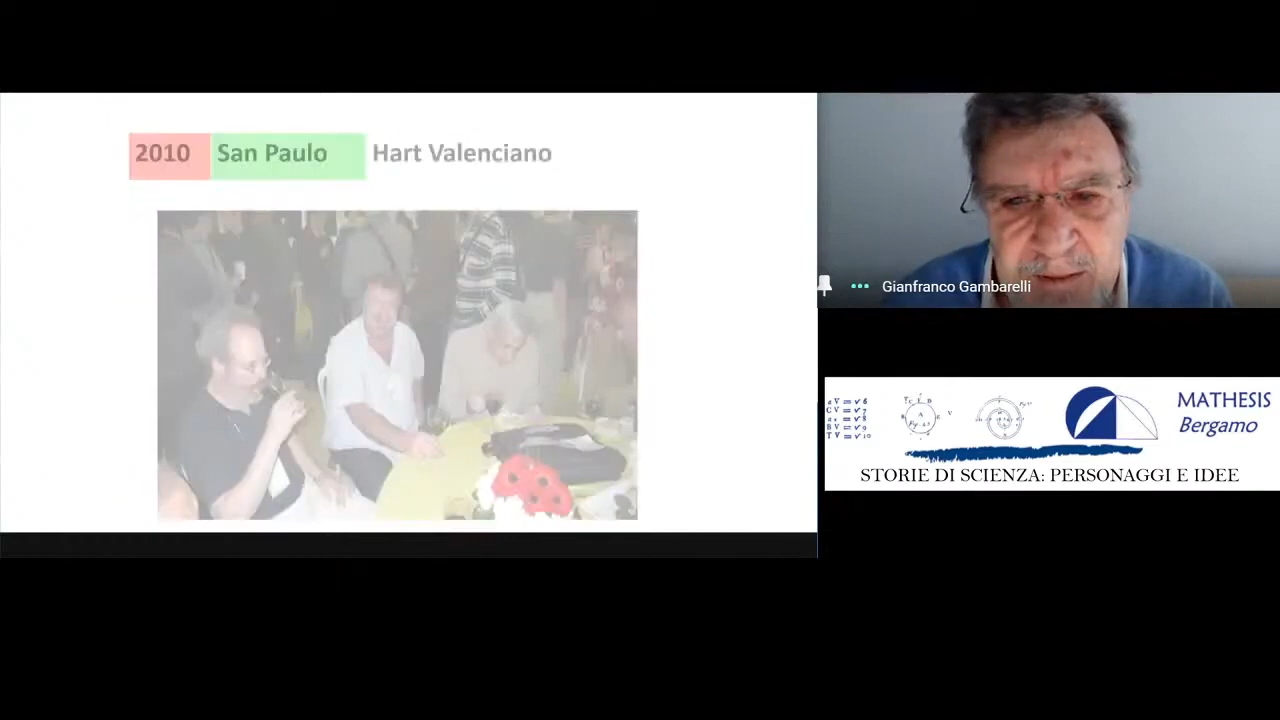 2010 San Paulo Hart Valenciano
Gianfranco Gambarelli
MATHESIS
Bergamo
STORIE DI SCIENZA: PERSONAGGI E IDEE